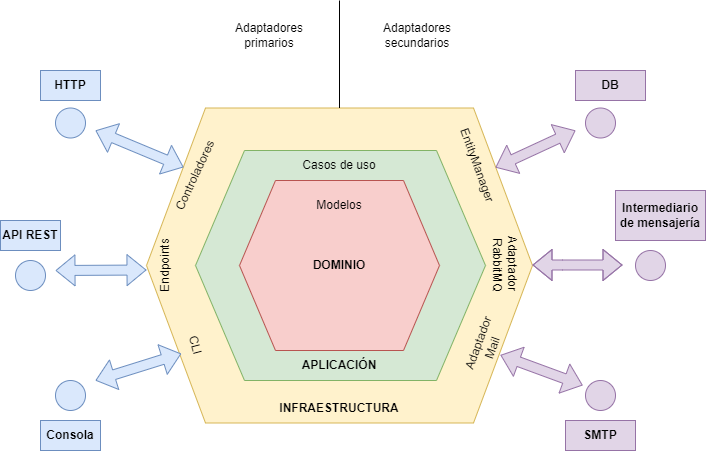 Adaptadores
primarios
Adaptadores
secundarios
HTTP
DB
Controladores
EntityManager
Casos de uso
Modelos
API REST
Intermediario
de mensajería
Endpoints
DOMINIO
Adaptador
RabbitMQ
CLI
Adaptador
Mail
APLICACIÓN
INFRAESTRUCTURA
Consola
SMTP